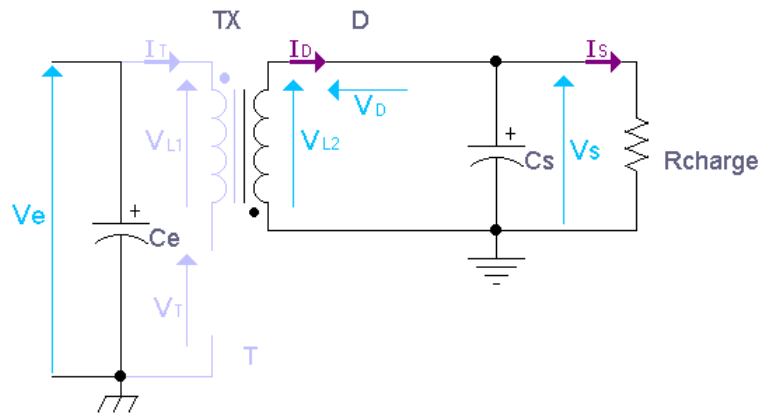 TX
D
IT
ID
IS
VL1
VL2
VD
Ve
Ce
VT
T
Cs
Vs
Rcharge
+
+